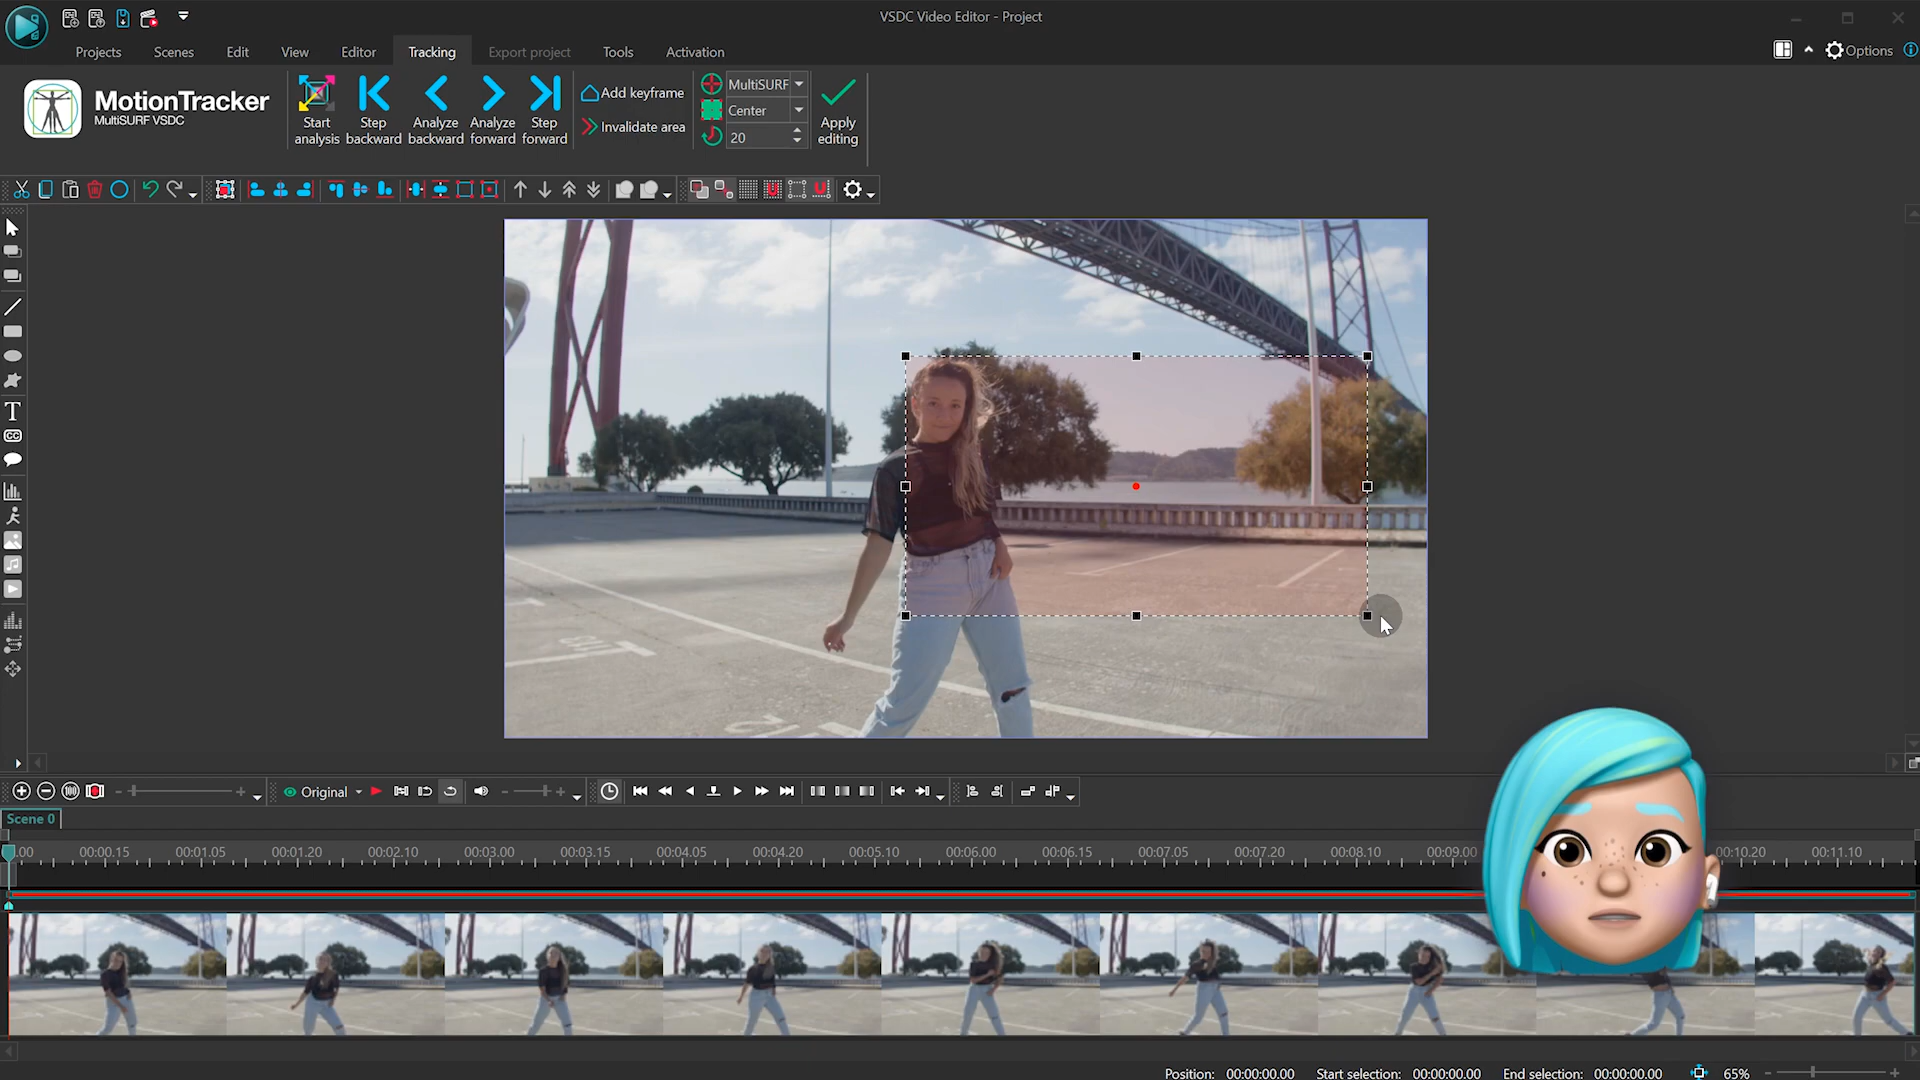 VSDC Video Editor - Project
Projects Scenes Edit View Editor Tracking Export project Tools Activation Options
MotionTracker
MultiSURF VSDC
Start analysis
Step backward
Analyze backward
Analyze forward
Step forward
Add keyframe
Invalidate area
MultiSURF
Center
20
Apply editing
T
CC
Original
Scene 0
.00 00:00.15 00:01.05 00:01.20 00:02.10 00:03.00 00:03.15 00:04.05 00:04.20 00:05.10 00:06.00 00:06.15 00:07.05 00:07.20 00:08.10 00:09.00 00:10.20 00:11.10
Position: 00:00:00.00 Start selection: 00:00:00.00 End selection: 00:00:00.00 65%